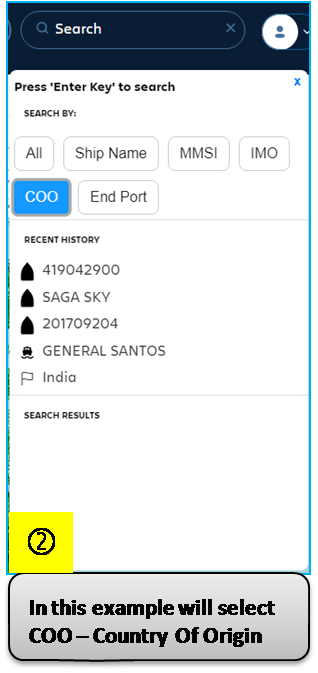 Search
Press 'Enter Key' to search
x
SEARCH BY:
All Ship Name MMSI IMO
COO End Port
RECENT HISTORY
419042900
SAGA SKY
201709204
GENERAL SANTOS
India
SEARCH RESULTS
②
In this example will select
COO – Country Of Origin